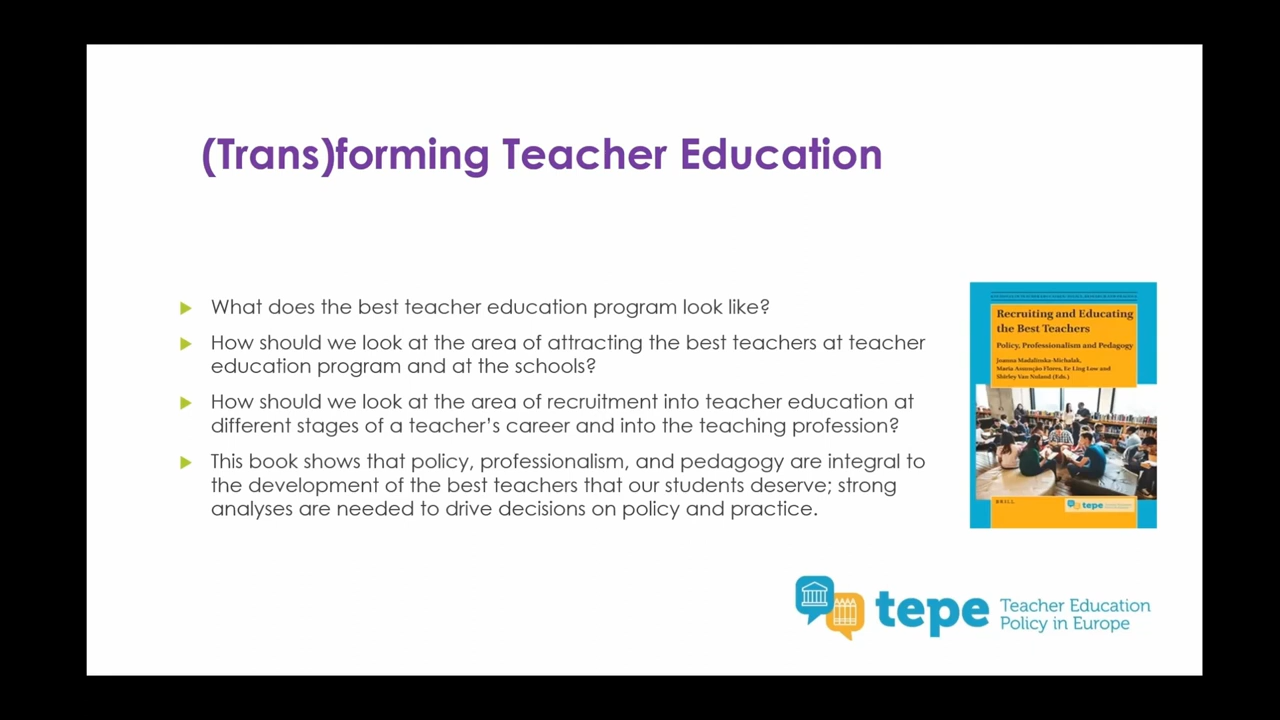 (Trans)forming Teacher Education
What does the best teacher education program look like?
How should we look at the area of attracting the best teachers at teacher
education program and at the schools?
How should we look at the area of recruitment into teacher education at
different stages of a teacher's career and into the teaching profession?
This book shows that policy, professionalism, and pedagogy are integral to
the development of the best teachers that our students deserve; strong
analyses are needed to drive decisions on policy and practice.
Recruiting and Educating
the Best Teachers
Policy, Professionalism and Pedagogy
Joanna Madalinska-Michalak,
Maria Assunção Flores, Ee Ling Low and
Shirley Van Nuland (Eds.)
BRILL
tepe
tepe
Teacher Education
Policy in Europe